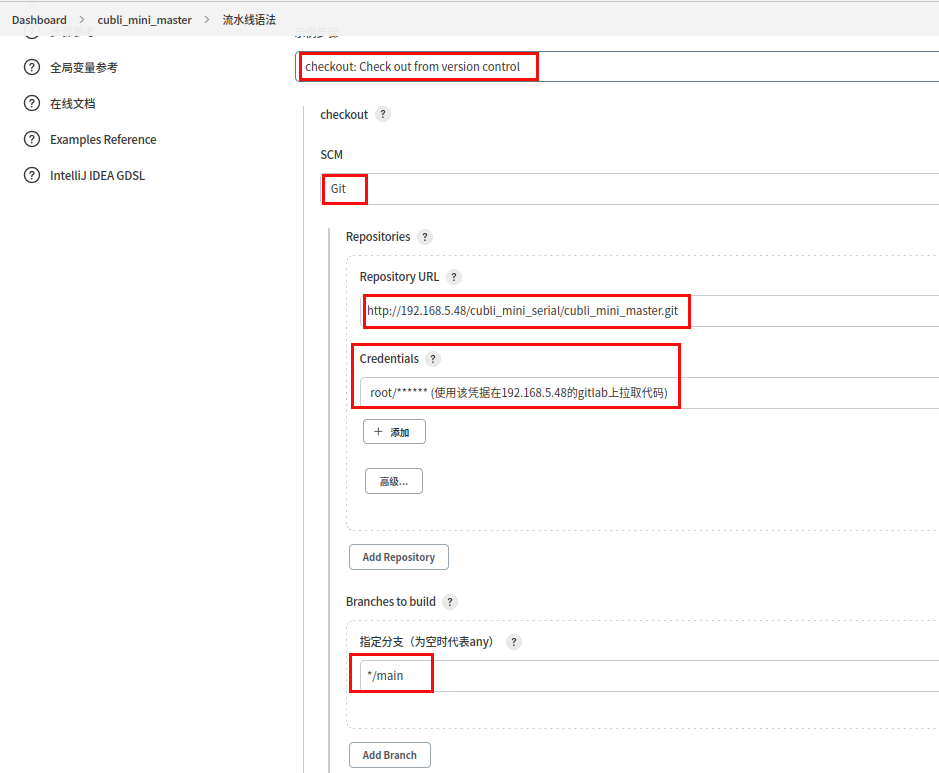 Dashboard > cubli_mini_master > 流水线语法
全局变量参考
在线文档
Examples Reference
IntelliJ IDEA GDSL
checkout: Check out from version control
checkout ?
SCM
Git
Repositories ?
Repository URL ?
http://192.168.5.48/cubli_mini_serial/cubli_mini_master.git
Credentials ?
root/****** (使用该凭据在192.168.5.48的gitlab上拉取代码)
+ 添加
高级...
Add Repository
Branches to build ?
指定分支（为空时代表any） ?
*/main
Add Branch